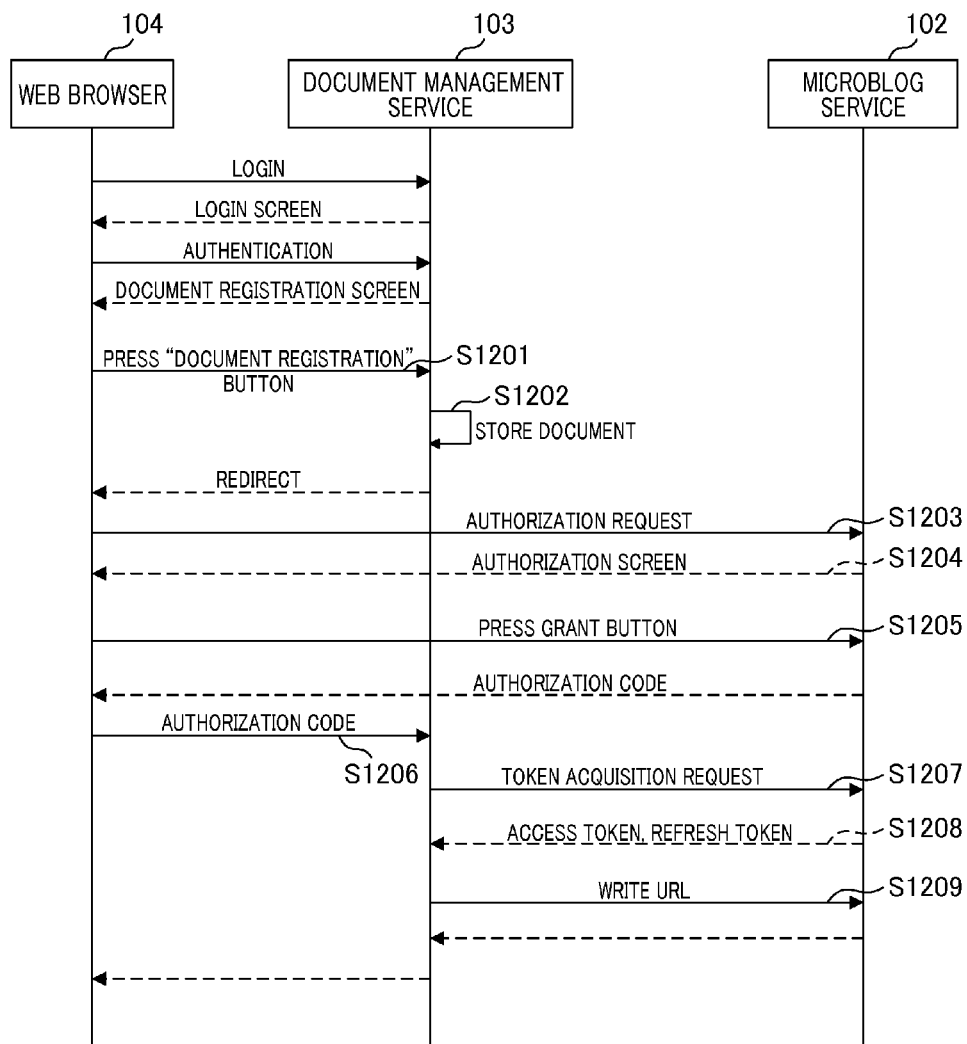 104
103
102
WEB BROWSER
DOCUMENT MANAGEMENT
SERVICE
MICROBLOG
SERVICE
LOGIN
LOGIN SCREEN
AUTHENTICATION
DOCUMENT REGISTRATION SCREEN
PRESS “DOCUMENT REGISTRATION”
BUTTON
S1201
S1202
STORE DOCUMENT
REDIRECT
AUTHORIZATION REQUEST
S1203
AUTHORIZATION SCREEN
S1204
PRESS GRANT BUTTON
S1205
AUTHORIZATION CODE
AUTHORIZATION CODE
S1206
TOKEN ACQUISITION REQUEST
S1207
ACCESS TOKEN, REFRESH TOKEN
S1208
WRITE URL
S1209